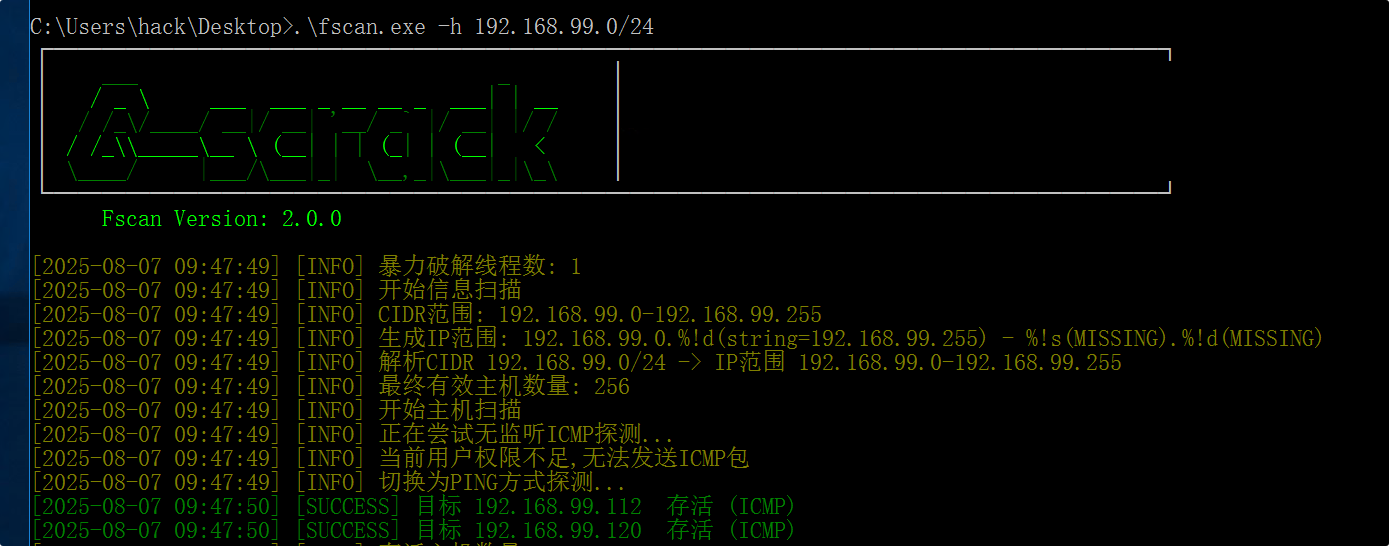 C:\Users\hack\Desktop>.\fscan.exe -h 192.168.99.0/24
Fscan Version: 2.0.0
[2025-08-07 09:47:49] [INFO] 暴力破解线程数: 1
[2025-08-07 09:47:49] [INFO] 开始信息扫描
[2025-08-07 09:47:49] [INFO] CIDR范围: 192.168.99.0-192.168.99.255
[2025-08-07 09:47:49] [INFO] 生成IP范围: 192.168.99.0.%!d(string=192.168.99.255) - %!s(MISSING).%!d(MISSING)
[2025-08-07 09:47:49] [INFO] 解析CIDR 192.168.99.0/24 -> IP范围 192.168.99.0-192.168.99.255
[2025-08-07 09:47:49] [INFO] 最终有效主机数量: 256
[2025-08-07 09:47:49] [INFO] 开始主机扫描
[2025-08-07 09:47:49] [INFO] 正在尝试无监听ICMP探测...
[2025-08-07 09:47:49] [INFO] 当前用户权限不足,无法发送ICMP包
[2025-08-07 09:47:49] [INFO] 切换为PING方式探测...
[2025-08-07 09:47:50] [SUCCESS] 目标 192.168.99.112  存活 (ICMP)
[2025-08-07 09:47:50] [SUCCESS] 目标 192.168.99.120  存活 (ICMP)